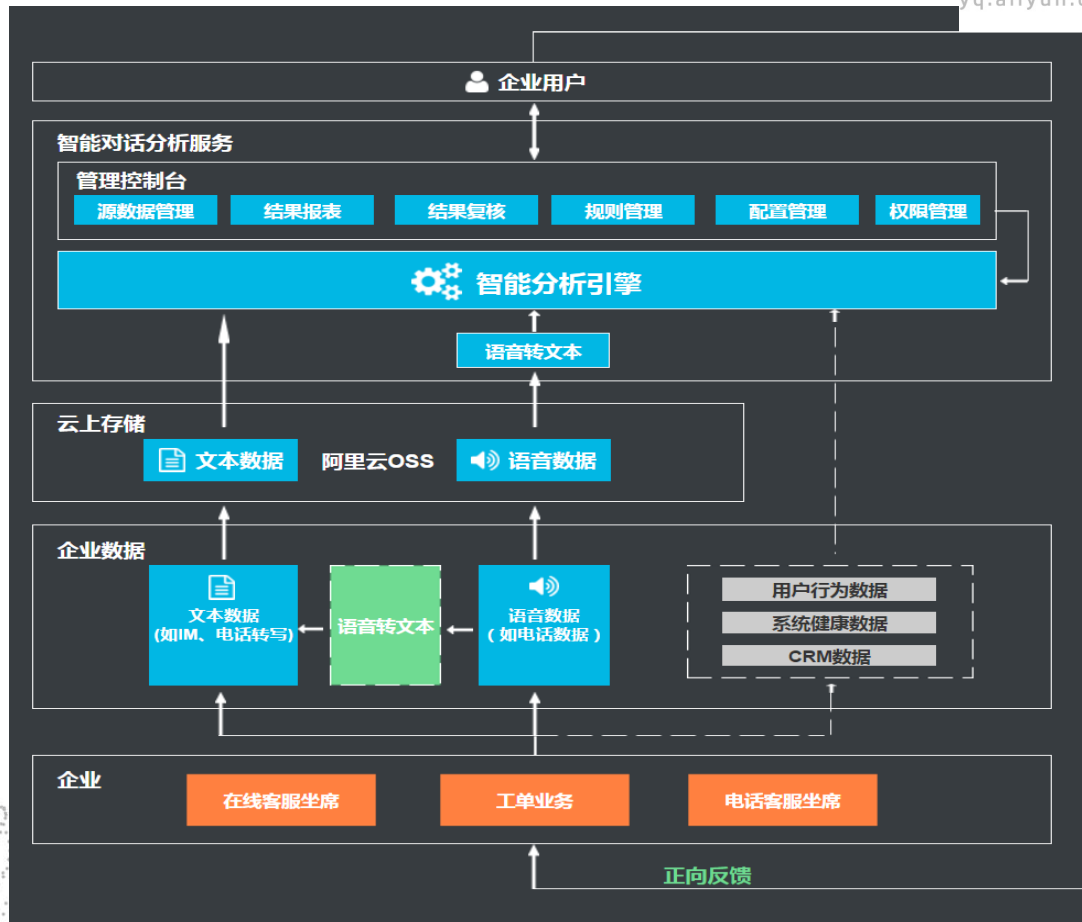 yq.aliyun.c
企业用户
智能对话分析服务
管理控制台
源数据管理
结果报表
结果复核
规则管理
配置管理
权限管理
智能分析引擎
语音转文本
云上存储
文本数据
阿里云OSS
语音数据
企业数据
文本数据
(如IM、电话转写)
语音转文本
语音数据
（如电话数据）
用户行为数据
系统健康数据
CRM数据
企业
在线客服坐席
工单业务
电话客服坐席
正向反馈